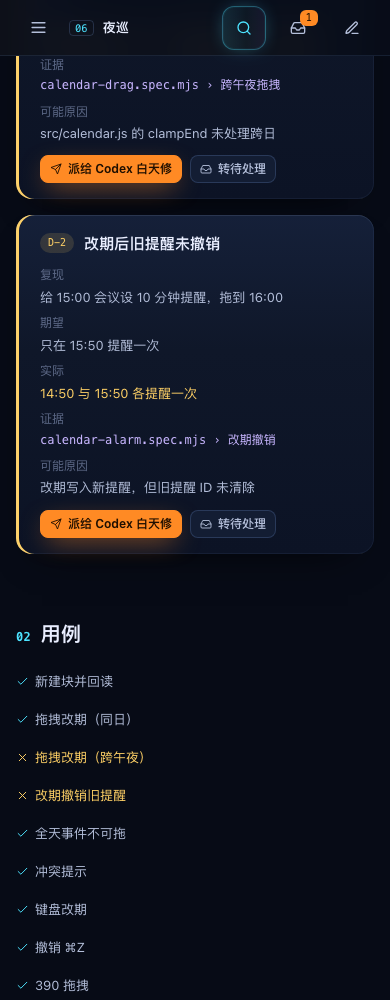 06 夜巡
1
证据
calendar-drag.spec.mjs › 跨午夜拖拽
可能原因
src/calendar.js 的 clampEnd 未处理跨日
派给 Codex 白天修 转待处理
D-2 改期后旧提醒未撤销
复现
给 15:00 会议设 10 分钟提醒，拖到 16:00
期望
只在 15:50 提醒一次
实际
14:50 与 15:50 各提醒一次
证据
calendar-alarm.spec.mjs › 改期撤销
可能原因
改期写入新提醒，但旧提醒 ID 未清除
派给 Codex 白天修 转待处理
02 用例
新建块并回读
拖拽改期（同日）
拖拽改期（跨午夜）
改期撤销旧提醒
全天事件不可拖
冲突提示
键盘改期
撤销 ⌘Z
390 拖拽